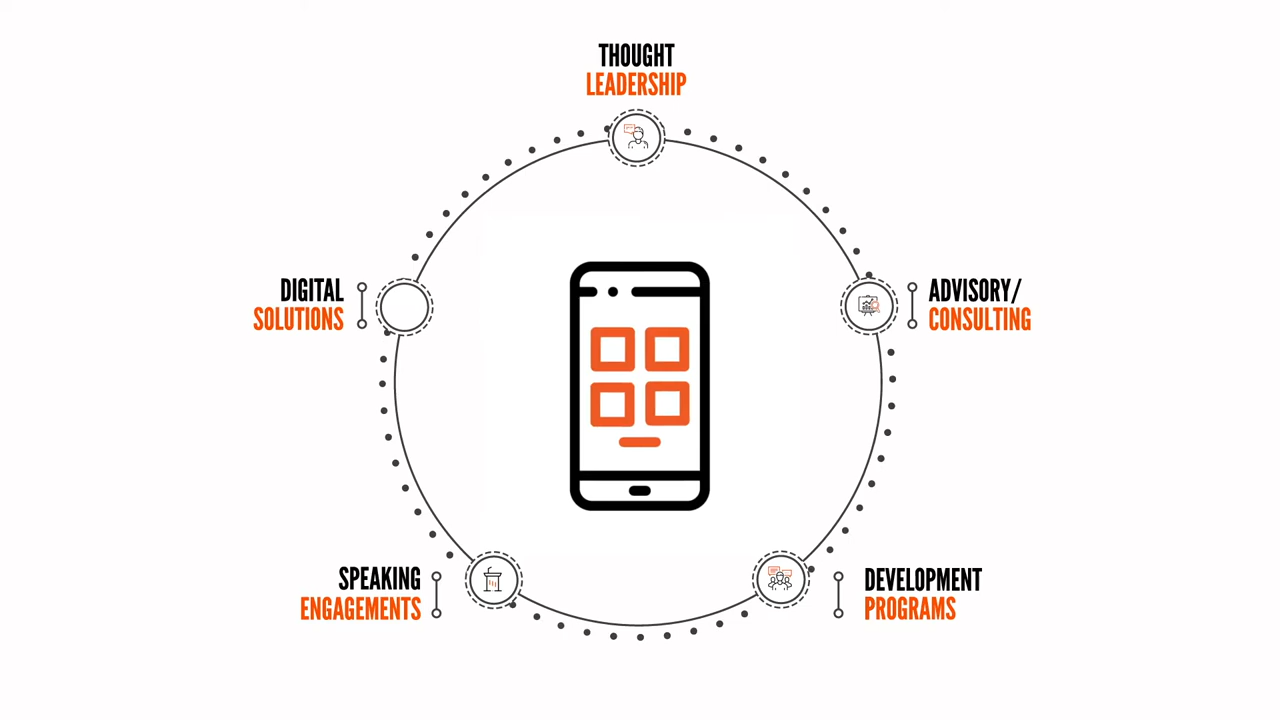 THOUGHT
LEADERSHIP
DIGITAL
SOLUTIONS
ADVISORY/
CONSULTING
SPEAKING
ENGAGEMENTS
DEVELOPMENT
PROGRAMS